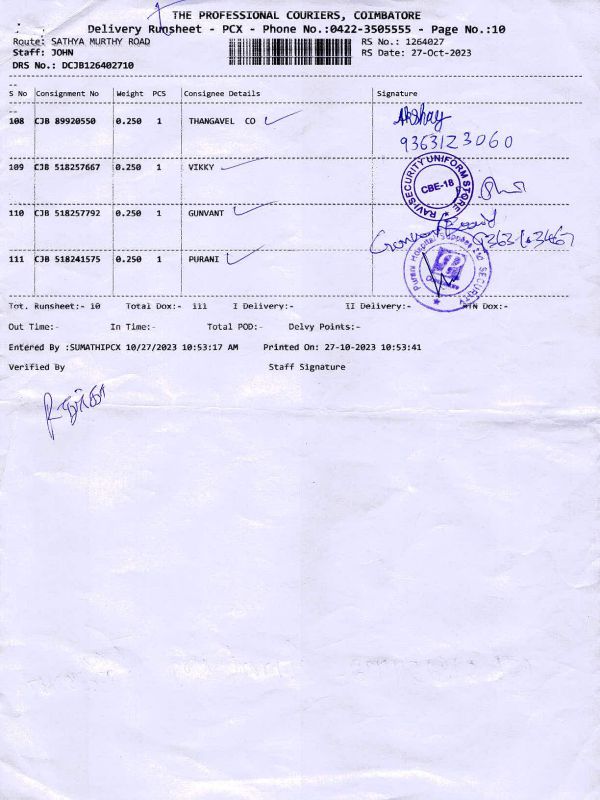 THE PROFESSIONAL COURIERS, COIMBATORE
Delivery Runsheet - PCX - Phone No.:0422-3505555 - Page No.:10
Route: SATHYA MURTHY ROAD RS No.: 1264027
Staff: JOHN RS Date: 27-Oct-2023
DRS No.: DCJB126402710
S No Consignment No Weight PCS Consignee Details Signature
108 CJB 89920550 0.250 1 THANGAVEL CO Akshay
9363123060
109 CJB 518257667 0.250 1 VIKKY
RAVI SECURITY UNIFORM STORE
CBE-18
110 CJB 518257792 0.250 1 GUNVANT
111 CJB 518241575 0.250 1 PURANI
Purani Hospital Supplies SECURITY
Tot. Runsheet:- 10 Total Dox:- 111 I Delivery:- II Delivery:- RTN Dox:-
Out Time:- In Time:- Total POD:- Delvy Points:-
Entered By :SUMATHIPCX 10/27/2023 10:53:17 AM Printed On: 27-10-2023 10:53:41
Verified By Staff Signature